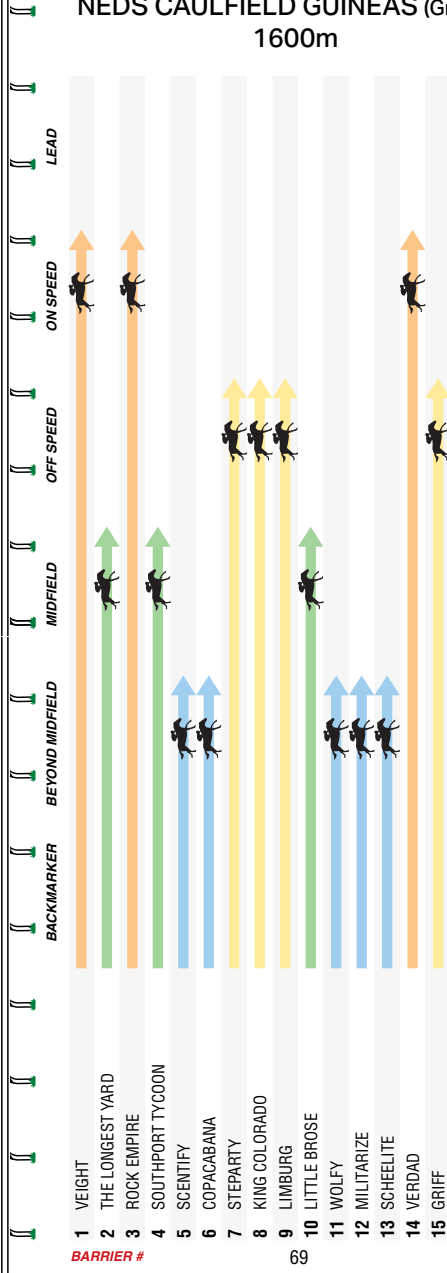 NEDS CAULFIELD GUINEAS (Gr
1600m
LEAD
ON SPEED
OFF SPEED
MIDFIELD
BEYOND MIDFIELD
BACKMARKER
1 VEIGHT
2 THE LONGEST YARD
3 ROCK EMPIRE
4 SOUTHPORT TYCOON
5 SCENTIFY
6 COPACABANA
7 STEPARTY
8 KING COLORADO
9 LIMBURG
10 LITTLE BROSE
11 WOLFY
12 MILITARIZE
13 SCHEELITE
14 VERDAD
15 GRIFF
BARRIER #
69